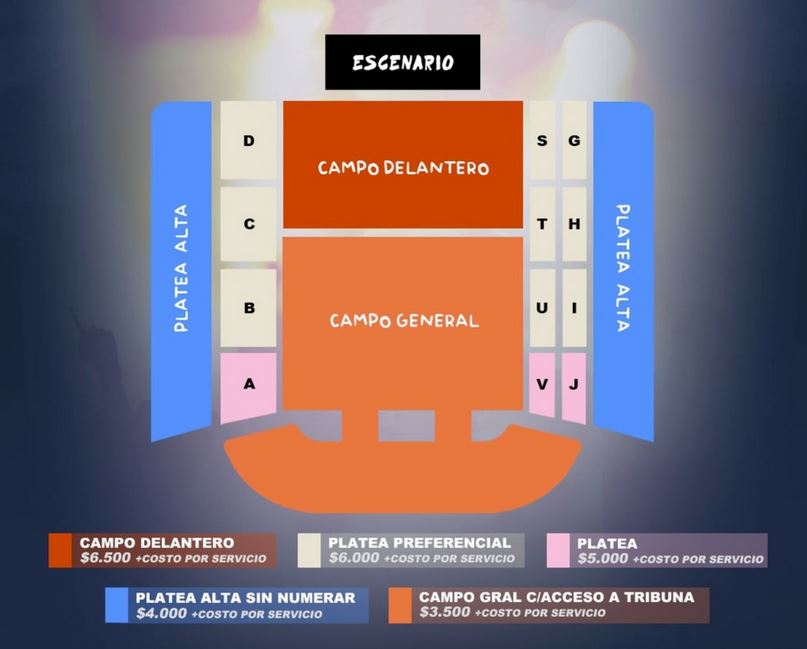 ESCENARIO
D
CAMPO DELANTERO
S
G
PLATEA ALTA
C
T
H
PLATEA ALTA
B
CAMPO GENERAL
U
I
A
V
J
CAMPO DELANTERO
$6.500 +COSTO POR SERVICIO
PLATEA PREFERENCIAL
$6.000 +COSTO POR SERVICIO
PLATEA
$5.000 +COSTO POR SERVICIO
PLATEA ALTA SIN NUMERAR
$4.000 +COSTO POR SERVICIO
CAMPO GRAL C/ACCESO A TRIBUNA
$3.500 +COSTO POR SERVICIO